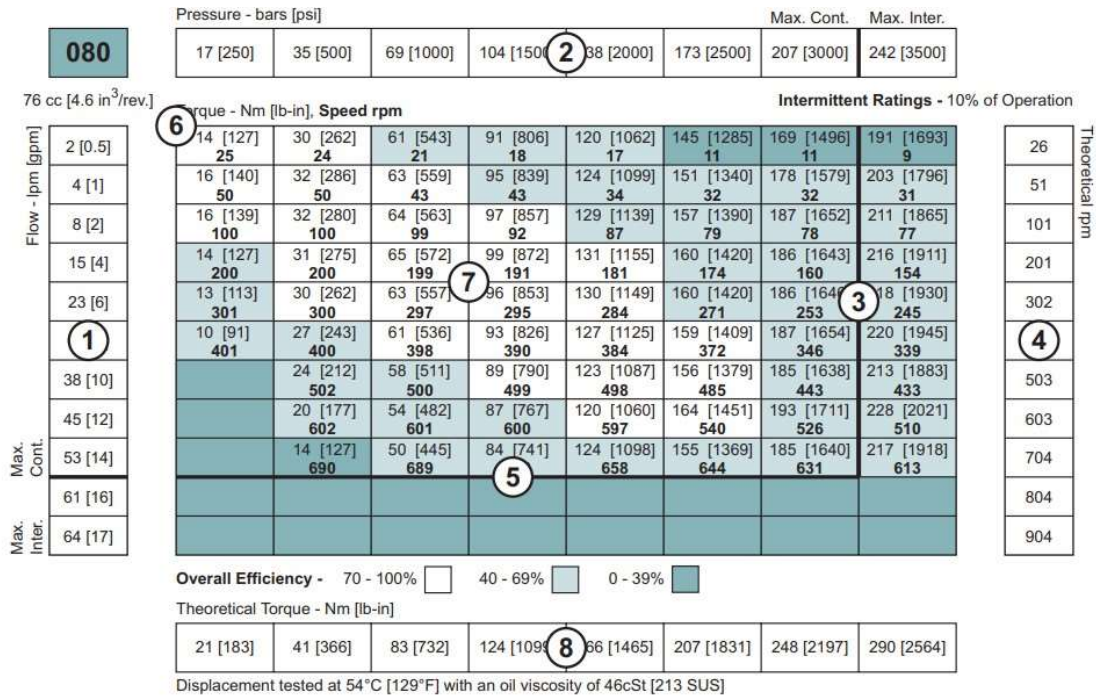 Pressure - bars [psi] Max. Cont. Max. Inter.
080 17 [250] 35 [500] 69 [1000] 104 [1500 2 38 [2000] 173 [2500] 207 [3000] 242 [3500]
76 cc [4.6 in3/rev.] 6 Torque - Nm [lb-in], Speed rpm Intermittent Ratings - 10% of Operation
Flow - lpm [gpm]
Theoretical rpm
2 [0.5] 14 [127] 30 [262] 61 [543] 91 [806] 120 [1062] 145 [1285] 169 [1496] 191 [1693] 26
25 24 21 18 17 11 11 9
4 [1] 16 [140] 32 [286] 63 [559] 95 [839] 124 [1099] 151 [1340] 178 [1579] 203 [1796] 51
50 50 43 43 34 32 32 31
8 [2] 16 [139] 32 [280] 64 [563] 97 [857] 129 [1139] 157 [1390] 187 [1652] 211 [1865] 101
100 100 99 92 87 79 78 77
15 [4] 14 [127] 31 [275] 65 [572] 99 [872] 131 [1155] 160 [1420] 186 [1643] 216 [1911] 201
200 200 199 7 191 181 174 160 154
23 [6] 13 [113] 30 [262] 63 [557] 96 [853] 130 [1149] 160 [1420] 186 [164 3 18 [1930] 302
301 300 297 295 284 271 253 245
1 10 [91] 27 [243] 61 [536] 93 [826] 127 [1125] 159 [1409] 187 [1654] 220 [1945] 4
401 400 398 390 384 372 346 339
38 [10] 24 [212] 58 [511] 89 [790] 123 [1087] 156 [1379] 185 [1638] 213 [1883] 503
502 500 499 498 485 443 433
45 [12] 20 [177] 54 [482] 87 [767] 120 [1060] 164 [1451] 193 [1711] 228 [2021] 603
602 601 600 597 540 526 510
Max. Cont.
53 [14] 14 [127] 50 [445] 84 [741] 124 [1098] 155 [1369] 185 [1640] 217 [1918] 704
690 689 5 658 644 631 613
61 [16] 804
Max. Inter.
64 [17] 904
Overall Efficiency - 70 - 100% 40 - 69% 0 - 39%
Theoretical Torque - Nm [lb-in]
21 [183] 41 [366] 83 [732] 124 [1099 8 66 [1465] 207 [1831] 248 [2197] 290 [2564]
Displacement tested at 54°C [129°F] with an oil viscosity of 46cSt [213 SUS]